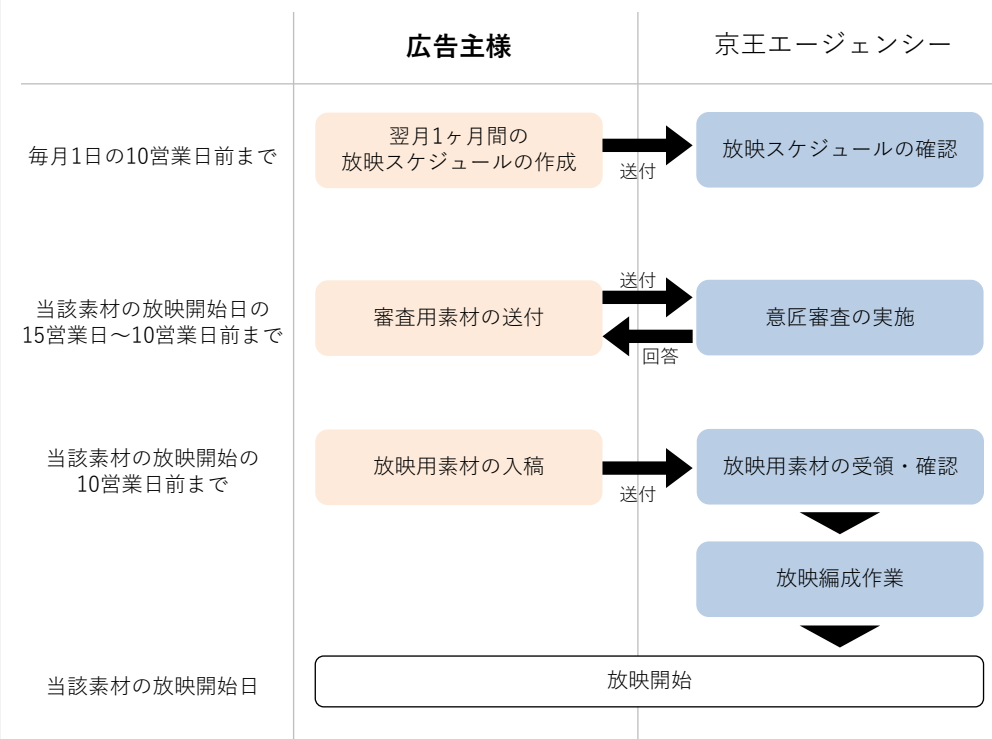 広告主様
京王エージェンシー
毎月1日の10営業日前まで
翌月1ヶ月間の
放映スケジュールの作成
送付
放映スケジュールの確認
当該素材の放映開始日の
15営業日～10営業日前まで
審査用素材の送付
送付
回答
意匠審査の実施
当該素材の放映開始の
10営業日前まで
放映用素材の入稿
送付
放映用素材の受領・確認
放映編成作業
当該素材の放映開始日
放映開始